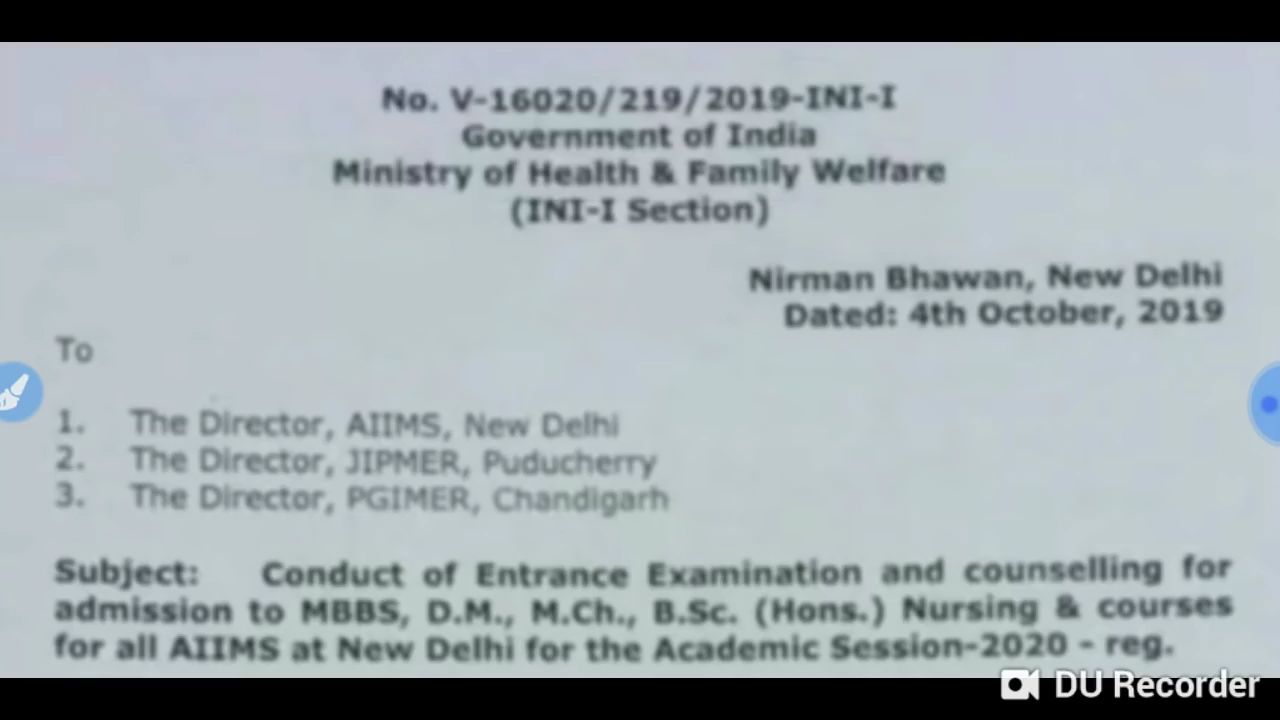 No. V-16020/219/2019-INI-I
Government of India
Ministry of Health & Family Welfare
(INI-I Section)
Nirman Bhawan, New Delhi
Dated: 4th October, 2019
To
1. The Director, AIIMS, New Delhi
2. The Director, JIPMER, Puducherry
3. The Director, PGIMER, Chandigarh
Subject: Conduct of Entrance Examination and counselling for
admission to MBBS, D.M., M.Ch., B.Sc. (Hons.) Nursing & courses
for all AIIMS at New Delhi for the Academic Session-2020 - reg.
DU Recorder